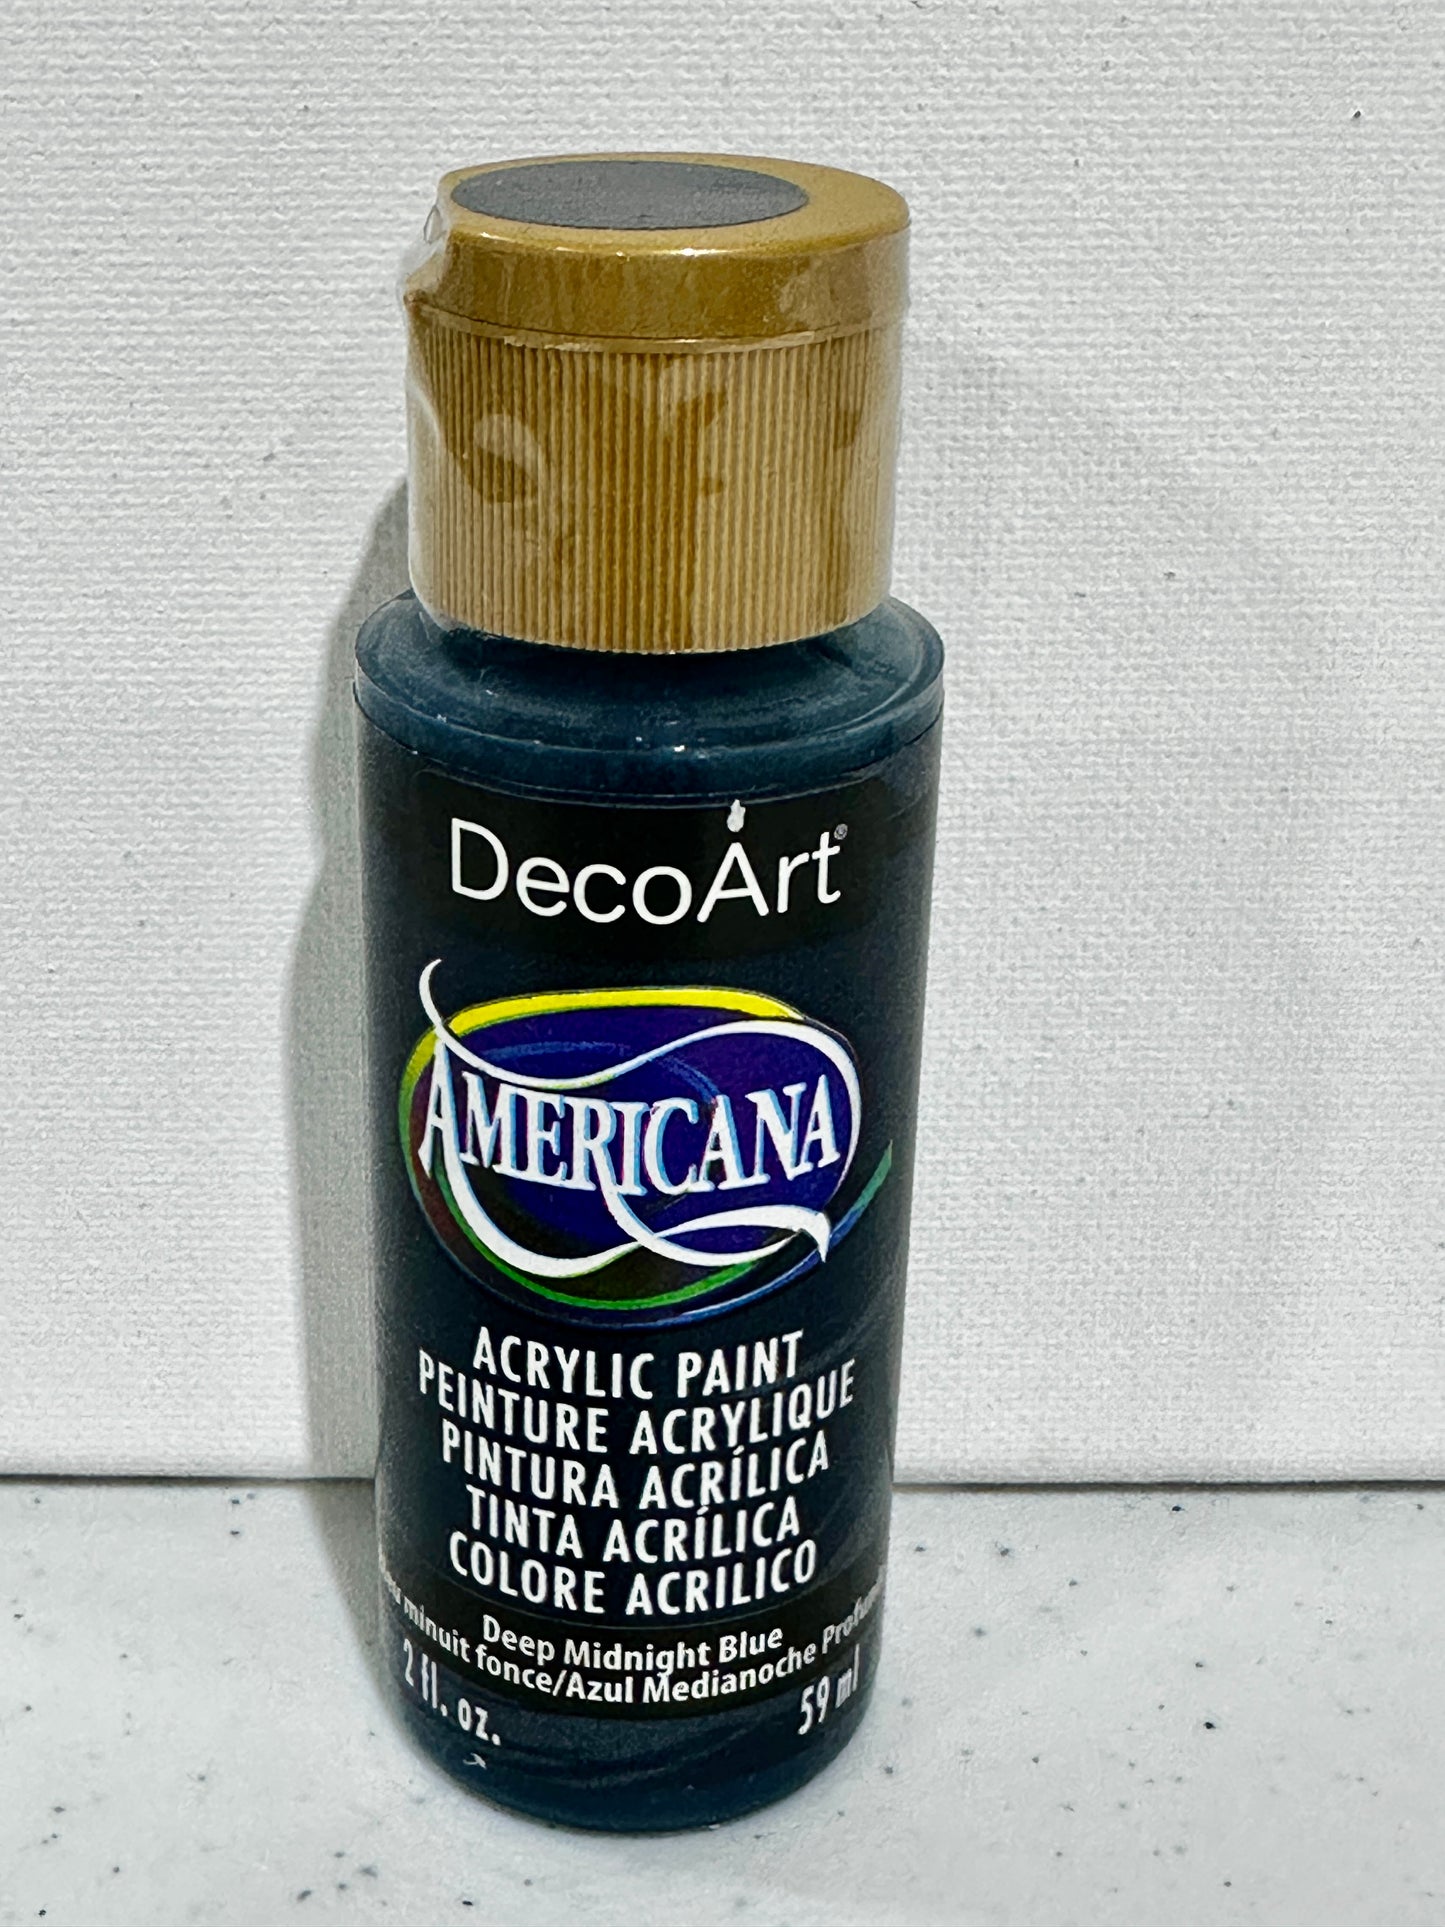 DecoArt®
AMERICANA
ACRYLIC PAINT
PEINTURE ACRYLIQUE
PINTURA ACRÍLICA
TINTA ACRÍLICA
COLORE ACRILICO
Deep Midnight Blue
minuit fonce/Azul Medianoche
2 fl. oz. 59 ml